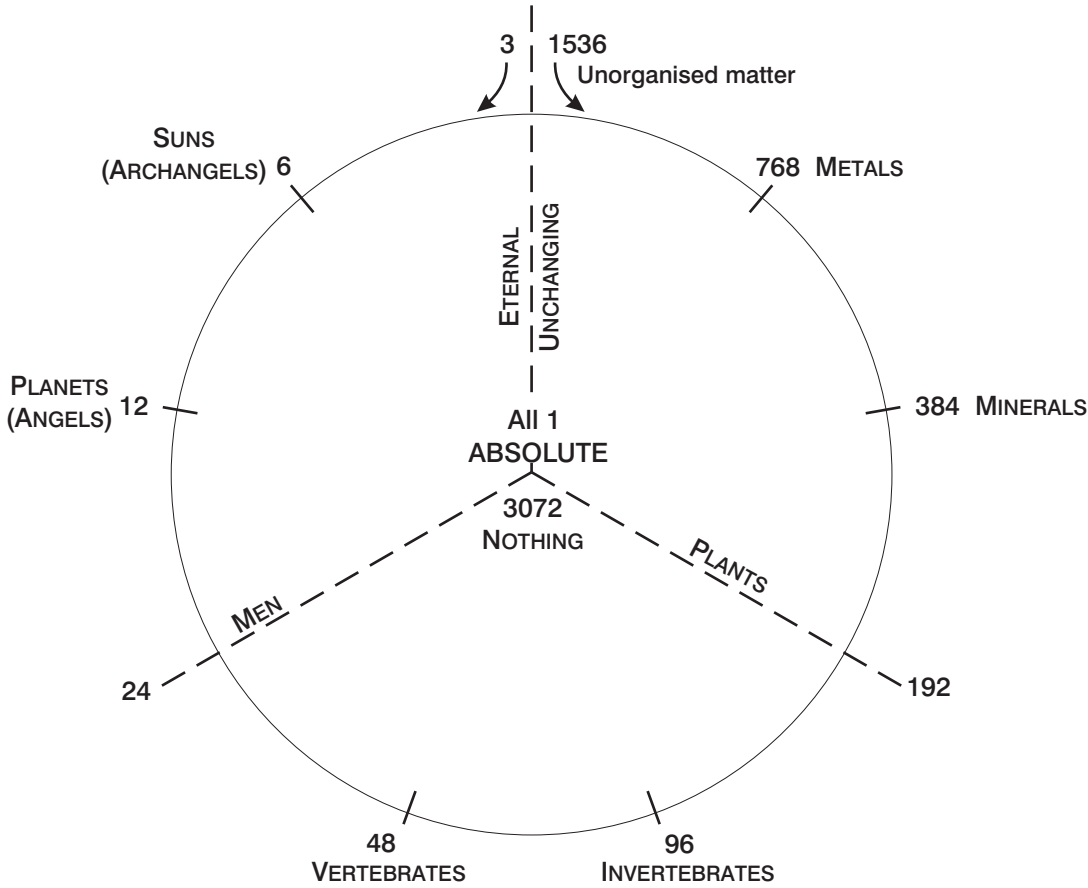 3 1536
Unorganised matter
SUNS
(ARCHANGELS) 6
768 METALS
ETERNAL
UNCHANGING
PLANETS
(ANGELS) 12
384 MINERALS
All 1
ABSOLUTE
3072
NOTHING
PLANTS
MEN
24
192
48
VERTEBRATES
96
INVERTEBRATES